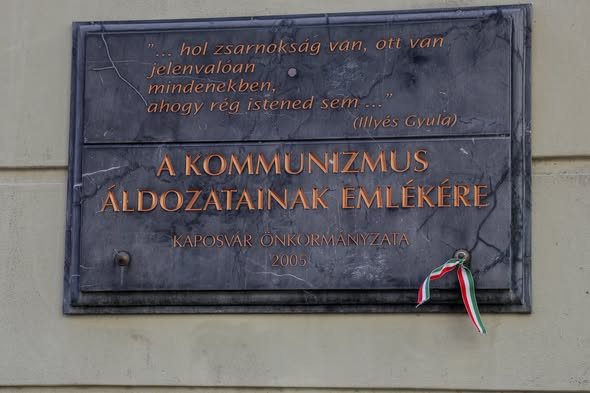 "... hol zsarnokság van, ott van
jelenvalóan
mindenekben,
ahogy rég istened sem ..."
(Illyés Gyula)
A KOMMUNIZMUS
ÁLDOZATAINAK EMLÉKÉRE
KAPOSVÁR ÖNKORMÁNYZATA
2005